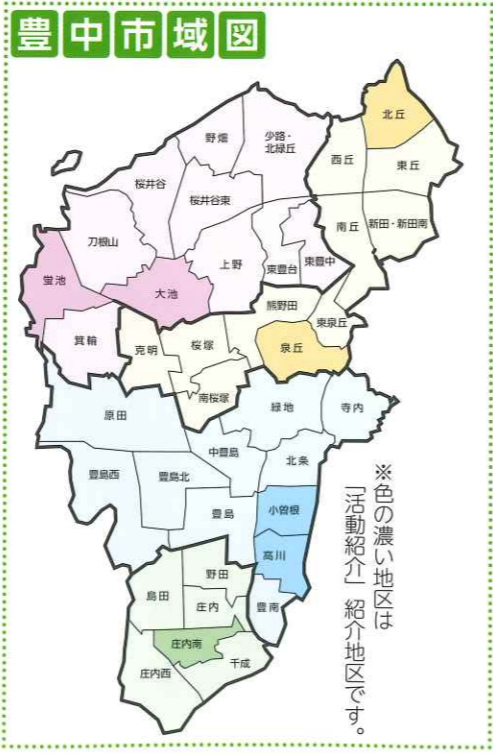 豊中市域図
北丘
野畑
少路・
北緑丘
西丘
東丘
桜井谷
桜井谷東
南丘
新田・新田南
刀根山
上野
東豊台
東豊中
蛍池
大池
熊野田
東泉丘
箕輪
克明
桜塚
泉丘
南桜塚
原田
緑地
寺内
中豊島
北条
豊島西
豊島北
豊島
小曽根
高川
野田
島田
庄内
豊南
庄内南
千成
庄内西
※色の濃い地区は
「活動紹介」紹介地区です。